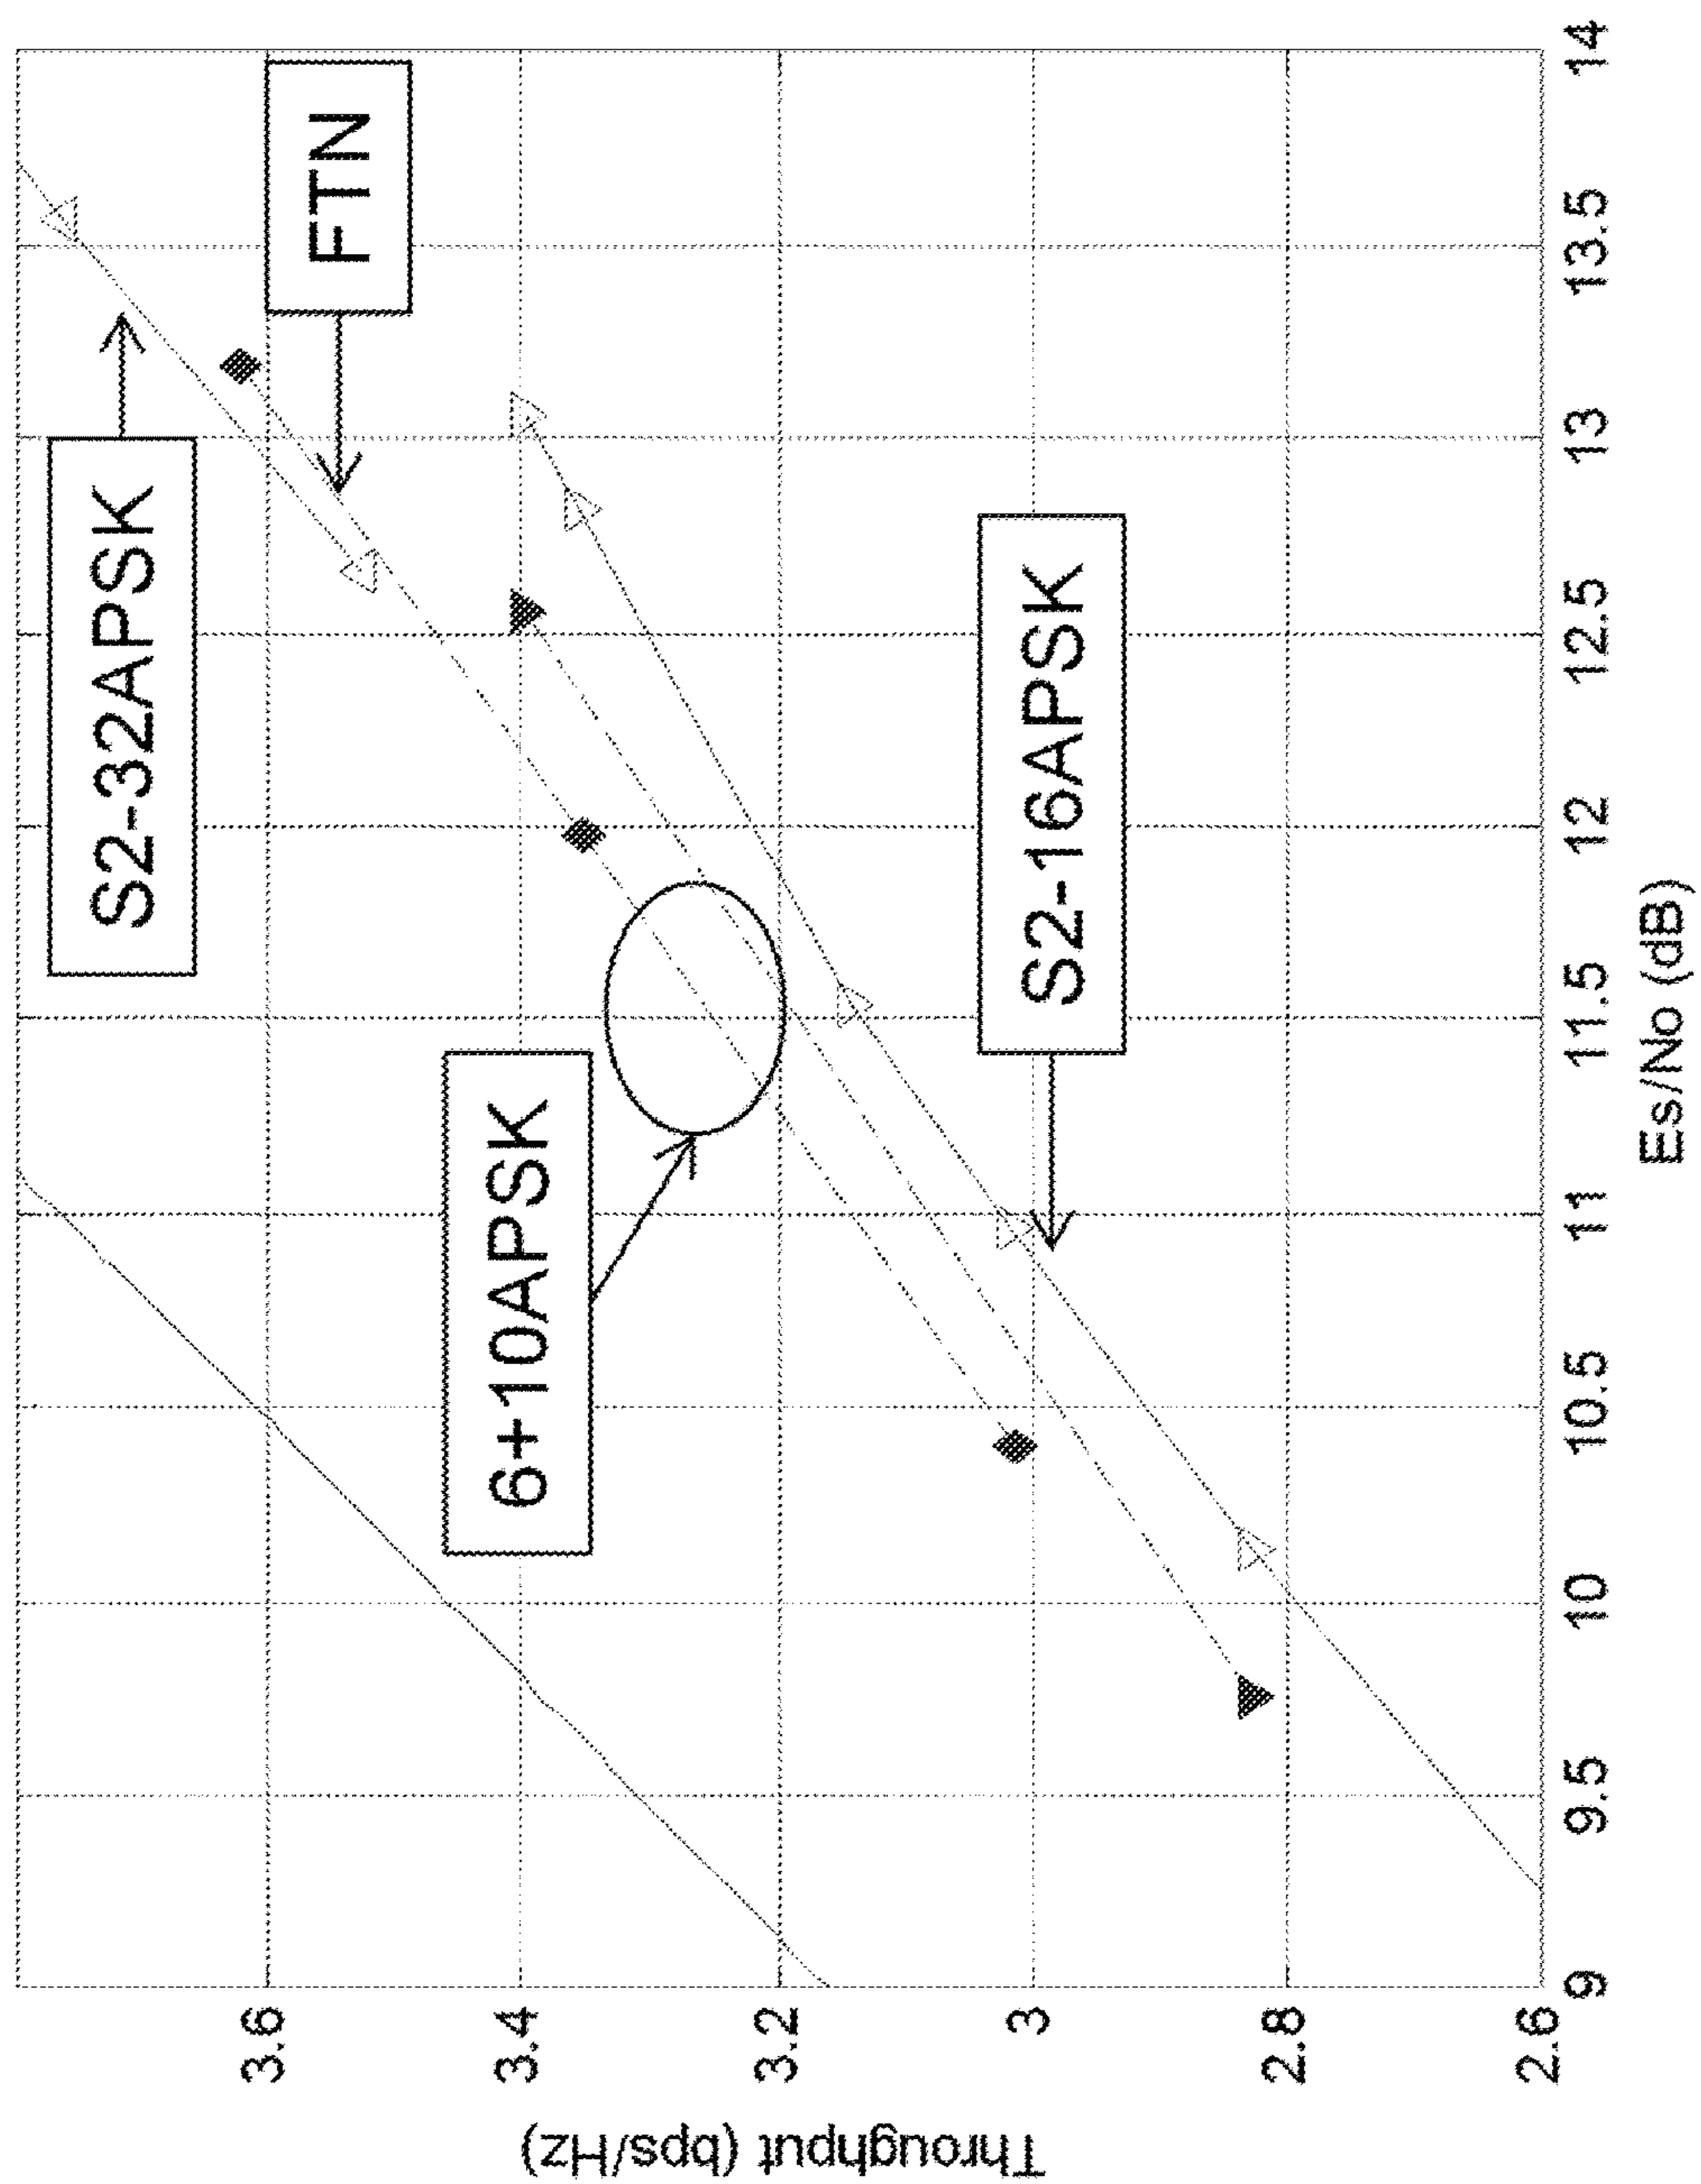 S2-32APSK
FTN
6+10APSK
S2-16APSK
Throughput (bps/Hz)
3.6
3.4
3.2
3
2.8
2.6
9
9.5
10
10.5
11
11.5
12
12.5
13
13.5
14
Es/No (dB)